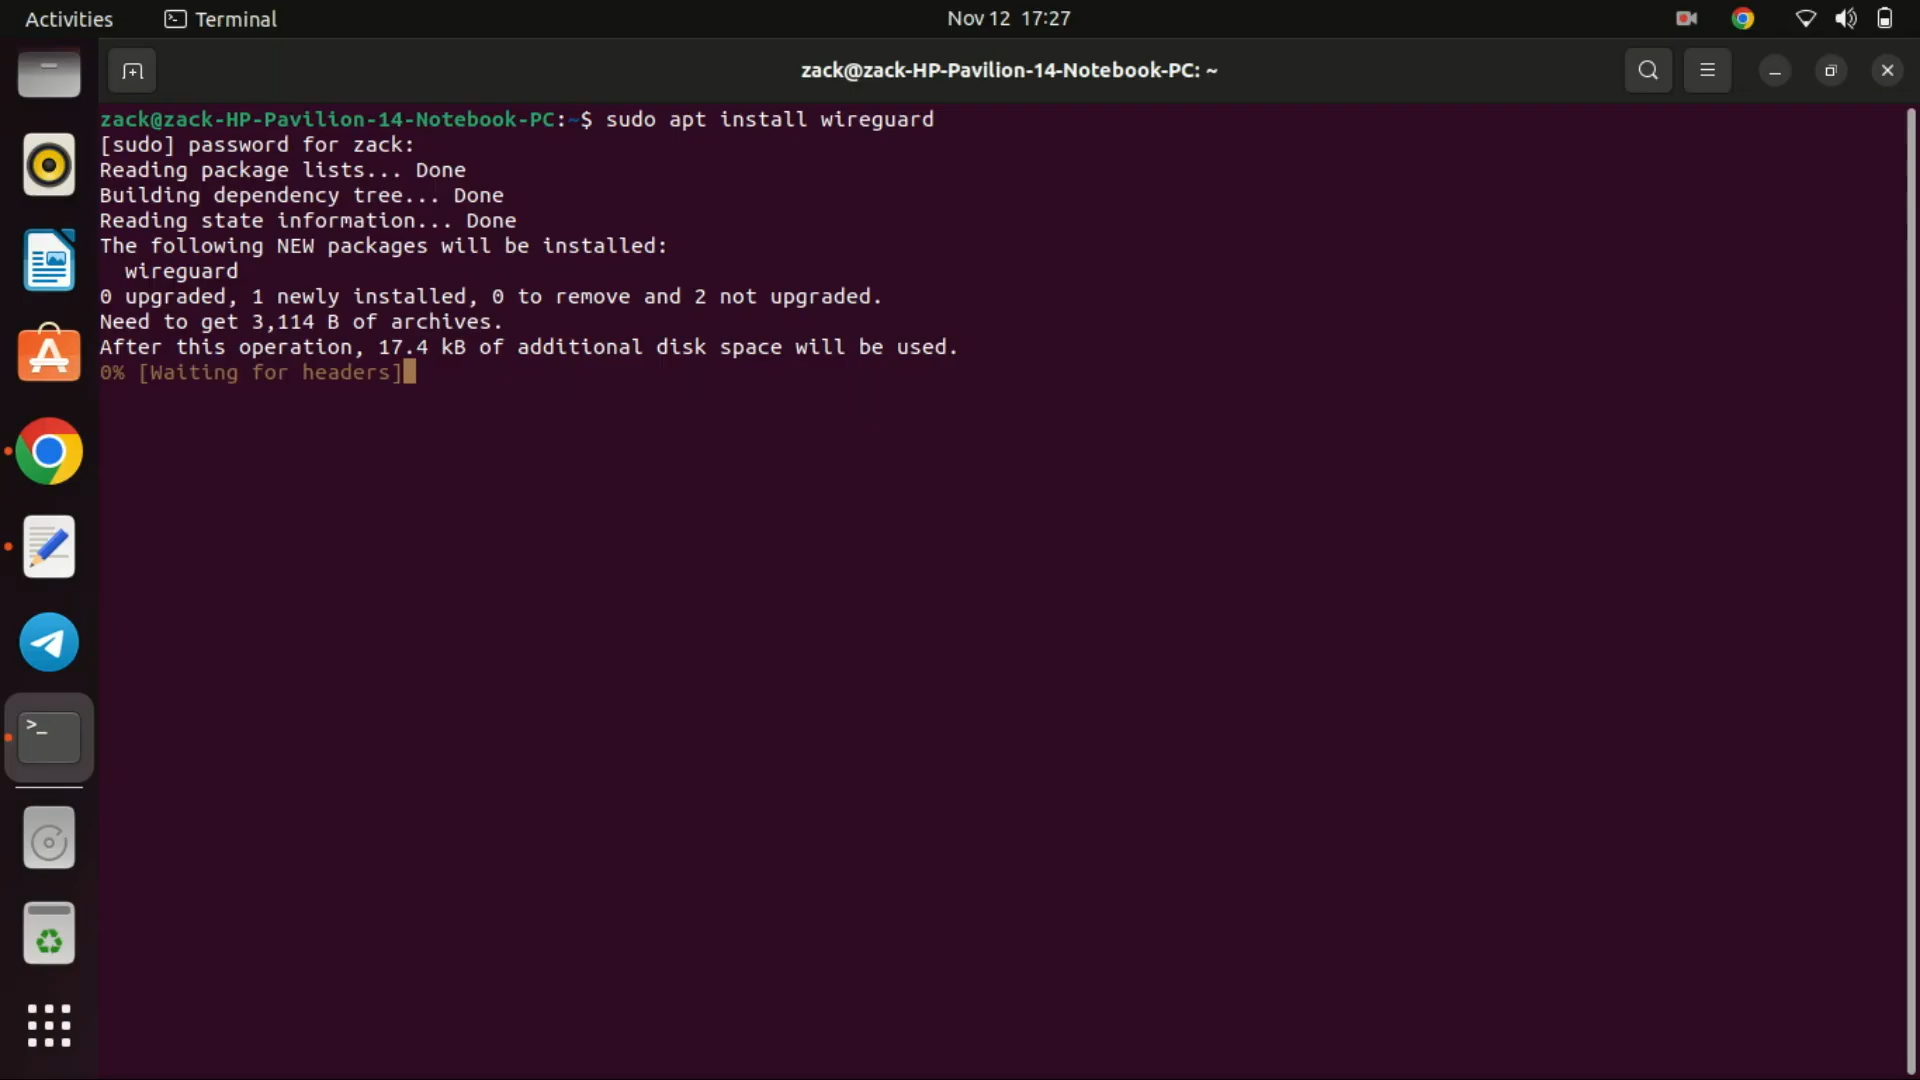 Activities
Terminal
Nov 12 17:27
zack@zack-HP-Pavilion-14-Notebook-PC: ~
zack@zack-HP-Pavilion-14-Notebook-PC:~$ sudo apt install wireguard
[sudo] password for zack:
Reading package lists... Done
Building dependency tree... Done
Reading state information... Done
The following NEW packages will be installed:
  wireguard
0 upgraded, 1 newly installed, 0 to remove and 2 not upgraded.
Need to get 3,114 B of archives.
After this operation, 17.4 kB of additional disk space will be used.
0% [Waiting for headers]